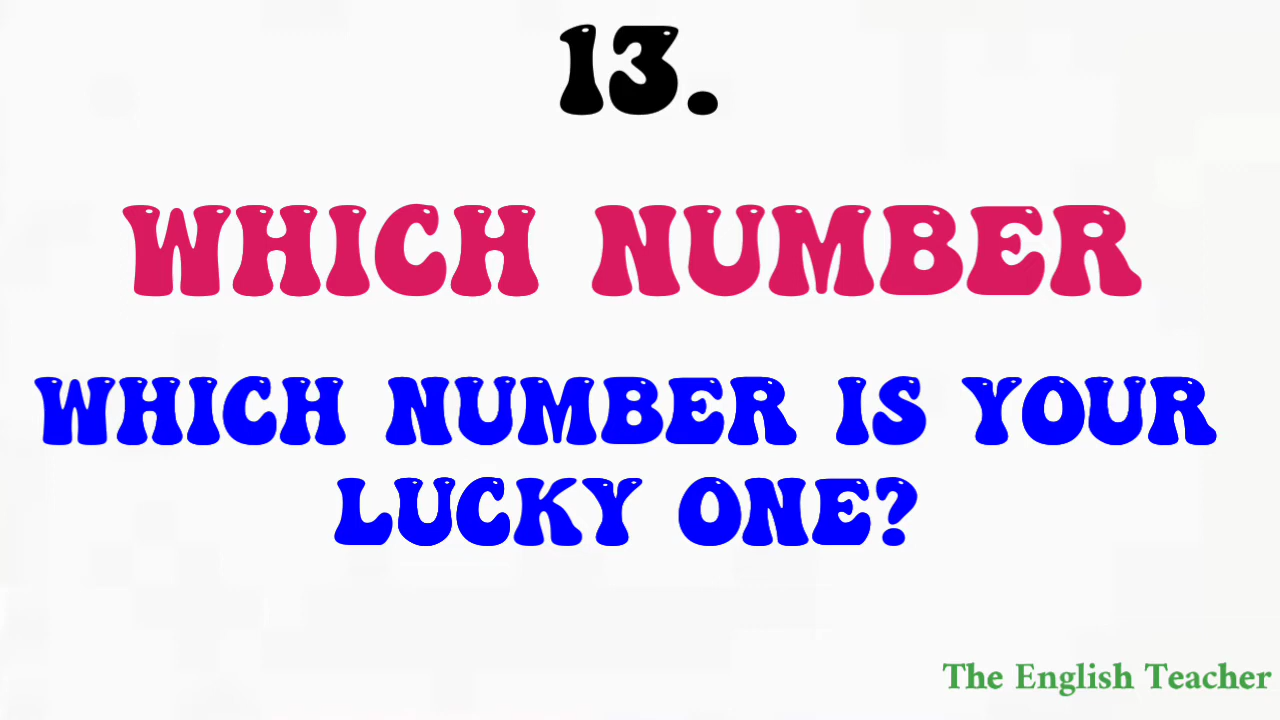 13.
WHICH NUMBER
WHICH NUMBER IS YOUR
LUCKY ONE?
The English Teacher